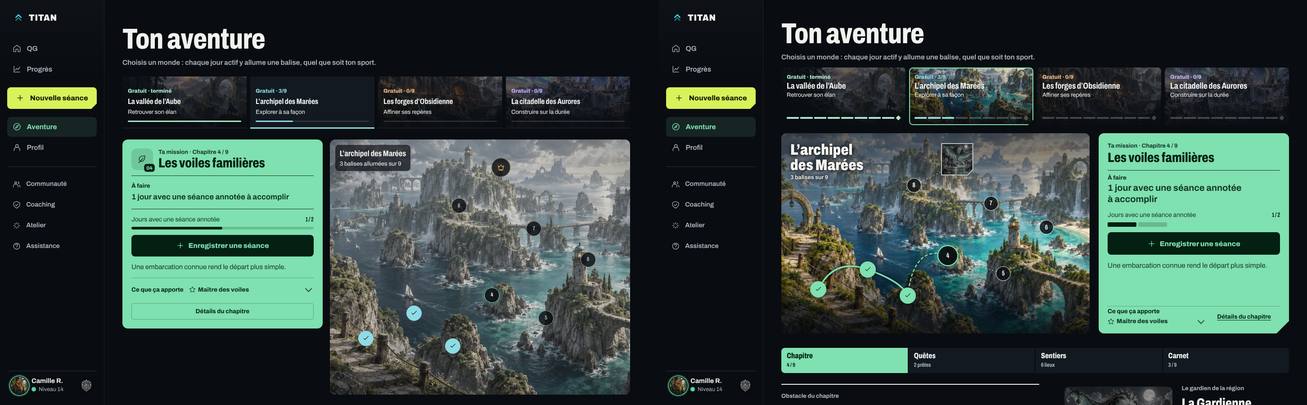 TITAN
QG
Progrès
Nouvelle séance
Aventure
Profil
Communauté
Coaching
Atelier
Assistance
Camille R.
Niveau 14
Ton aventure
Choisis un monde : chaque jour actif y allume une balise, quel que soit ton sport.
Gratuit · terminé
La vallée de l'Aube
Retrouver son élan
Gratuit · 3/9
L'archipel des Marées
Explorer à sa façon
Gratuit · 0/9
Les forges d'Obsidienne
Affiner ses repères
Gratuit · 0/9
La citadelle des Aurores
Construire sur la durée
04
Ta mission · Chapitre 4 / 9
Les voiles familières
À faire
1 jour avec une séance annotée à accomplir
Jours avec une séance annotée 1/2
Enregistrer une séance
Une embarcation connue rend le départ plus simple.
Ce que ça apporte Maître des voiles
Détails du chapitre
L'archipel des Marées
3 balises allumées sur 9
8
7
6
4
5
TITAN
QG
Progrès
Nouvelle séance
Aventure
Profil
Communauté
Coaching
Atelier
Assistance
Camille R.
Niveau 14
Ton aventure
Choisis un monde : chaque jour actif y allume une balise, quel que soit ton sport.
Gratuit · terminé
La vallée de l'Aube
Retrouver son élan
Gratuit · 3/9
L'archipel des Marées
Explorer à sa façon
Gratuit · 0/9
Les forges d'Obsidienne
Affiner ses repères
Gratuit · 0/9
La citadelle des Aurores
Construire sur la durée
L'archipel
des Marées
3 balises sur 9
8
7
6
4
5
Ta mission · Chapitre 4 / 9
Les voiles familières
À faire
1 jour avec une séance annotée
à accomplir
Jours avec une séance annotée 1/2
Enregistrer une séance
Une embarcation connue rend le départ plus simple.
Ce que ça apporte
Maître des voiles
Détails du chapitre
Chapitre
4 / 9
Quêtes
2 prêtes
Sentiers
6 lieux
Carnet
3 / 9
Obstacle du chapitre
Le gardien de la région
La Gardienne